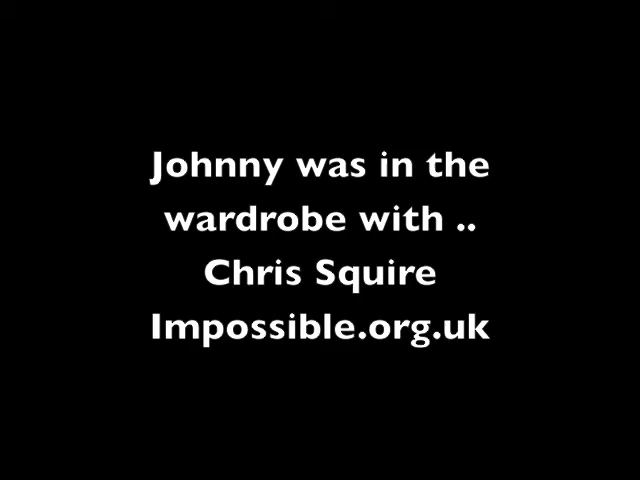 Johnny was in the
wardrobe with ..
Chris Squire
Impossible.org.uk